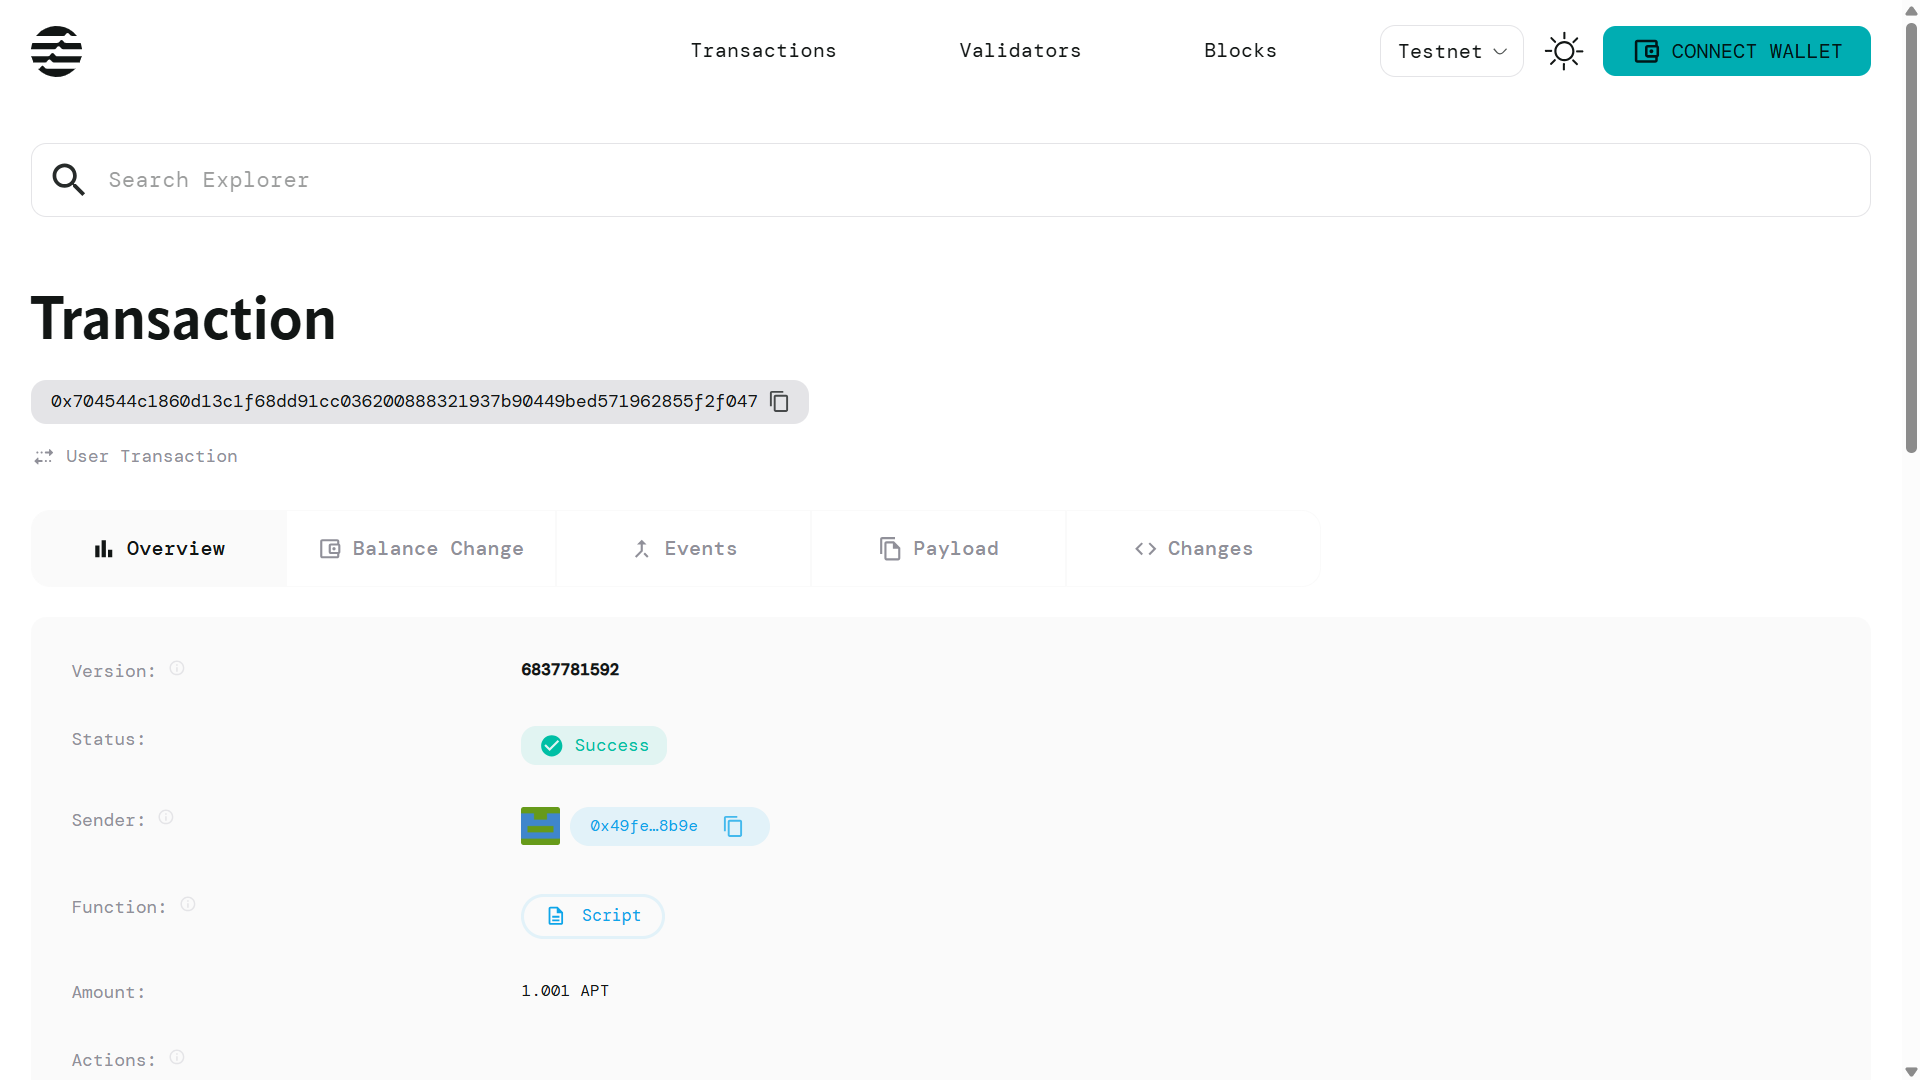 Transactions
Validators
Blocks
Testnet
CONNECT WALLET
Search Explorer
Transaction
0x704544c1860d13c1f68dd91cc036200888321937b90449bed571962855f2f047
User Transaction
Overview
Balance Change
Events
Payload
Changes
Version:
6837781592
Status:
Success
Sender:
0x49fe…8b9e
Function:
Script
Amount:
1.001 APT
Actions: